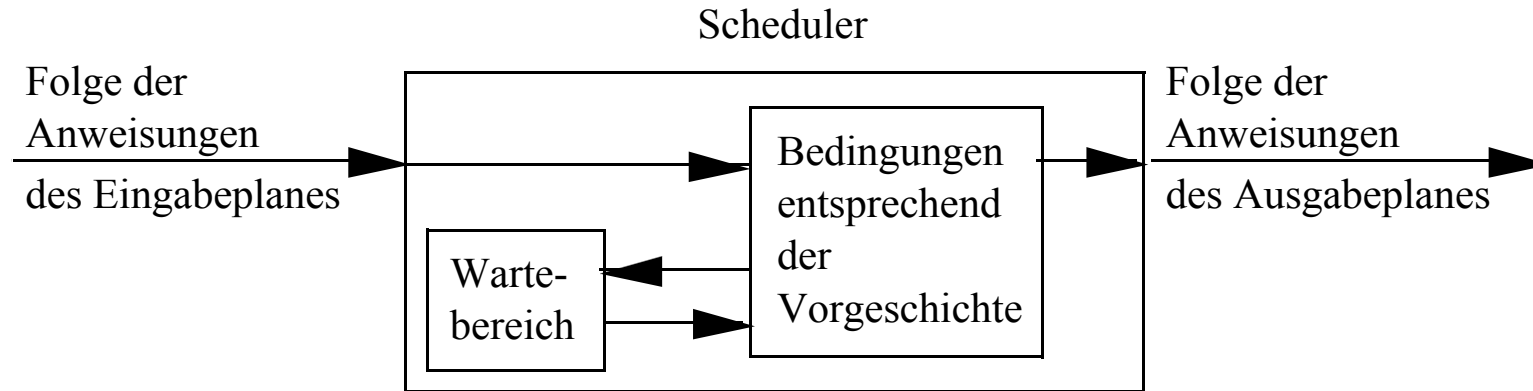 Scheduler
Folge der
Anweisungen
des Eingabeplanes
Warte-
bereich
Bedingungen
entsprechend
der
Vorgeschichte
Folge der
Anweisungen
des Ausgabeplanes